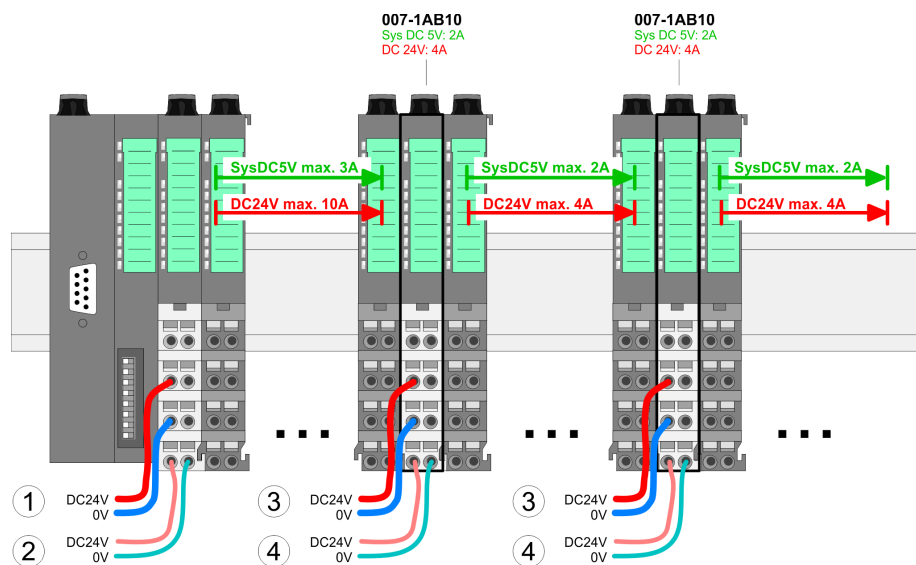 007-1AB10
Sys DC 5V: 2A
DC 24V: 4A
007-1AB10
Sys DC 5V: 2A
DC 24V: 4A
SysDC5V max. 3A
SysDC5V max. 2A
SysDC5V max. 2A
DC24V max. 10A
DC24V max. 4A
DC24V max. 4A
1
DC24V
0V
3
DC24V
0V
3
DC24V
0V
2
DC24V
0V
4
DC24V
0V
4
DC24V
0V